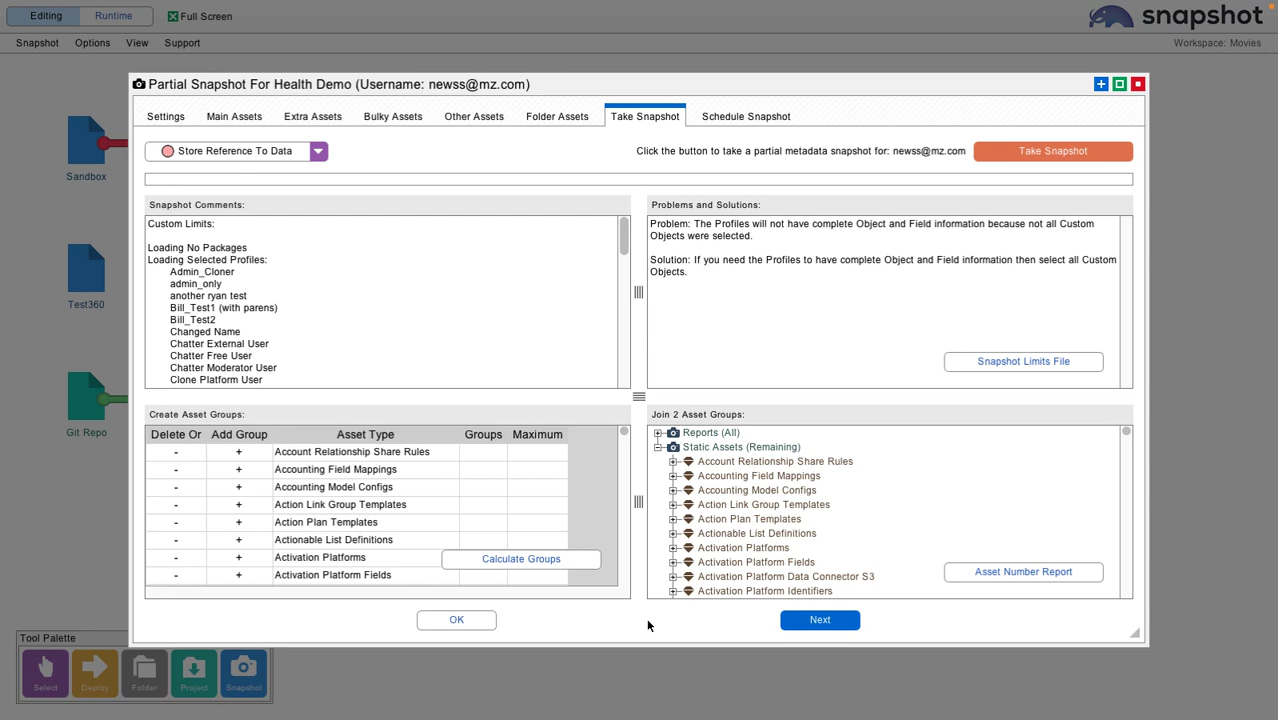 Editing
Runtime
Full Screen
snapshot
Snapshot
Options
View
Support
Workspace: Movies
Partial Snapshot For Health Demo (Username: newss@mz.com)
Settings
Main Assets
Extra Assets
Bulky Assets
Other Assets
Folder Assets
Take Snapshot
Schedule Snapshot
Store Reference To Data
Click the button to take a partial metadata snapshot for: newss@mz.com
Take Snapshot
Snapshot Comments:
Custom Limits:
Loading No Packages
Loading Selected Profiles:
Admin_Cloner
admin_only
another ryan test
Bill_Test1 (with parens)
Bill_Test2
Changed Name
Chatter External User
Chatter Free User
Chatter Moderator User
Clone Platform User
Problems and Solutions:
Problem: The Profiles will not have complete Object and Field information because not all Custom
Objects were selected.
Solution: If you need the Profiles to have complete Object and Field information then select all Custom
Objects.
Snapshot Limits File
Create Asset Groups:
Delete Or Add Group Asset Type Groups Maximum
- + Account Relationship Share Rules
- + Accounting Field Mappings
- + Accounting Model Configs
- + Action Link Group Templates
- + Action Plan Templates
- + Actionable List Definitions
- + Activation Platforms
- + Activation Platform Fields
Calculate Groups
Join 2 Asset Groups:
Reports (All)
Static Assets (Remaining)
Account Relationship Share Rules
Accounting Field Mappings
Accounting Model Configs
Action Link Group Templates
Action Plan Templates
Actionable List Definitions
Activation Platforms
Activation Platform Fields
Activation Platform Data Connector S3
Activation Platform Identifiers
Asset Number Report
OK
Next
Sandbox
Test360
Git Repo
Tool Palette
Select
Deploy
Folder
Project
Snapshot